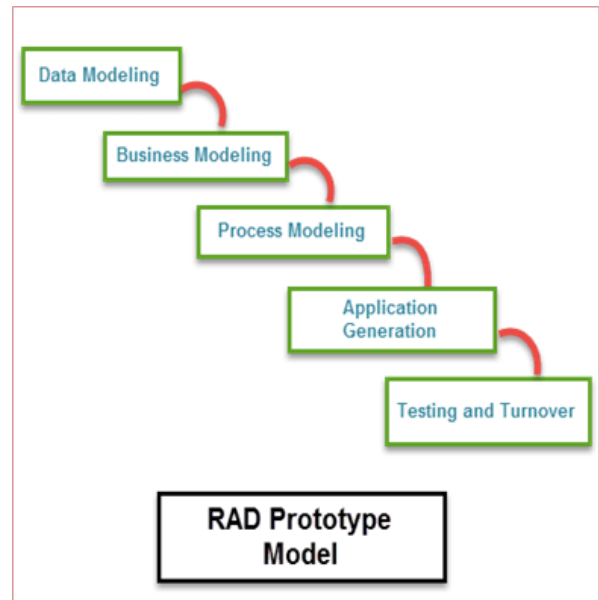 Data Modeling
Business Modeling
Process Modeling
Application
Generation
Testing and Turnover
RAD Prototype
Model